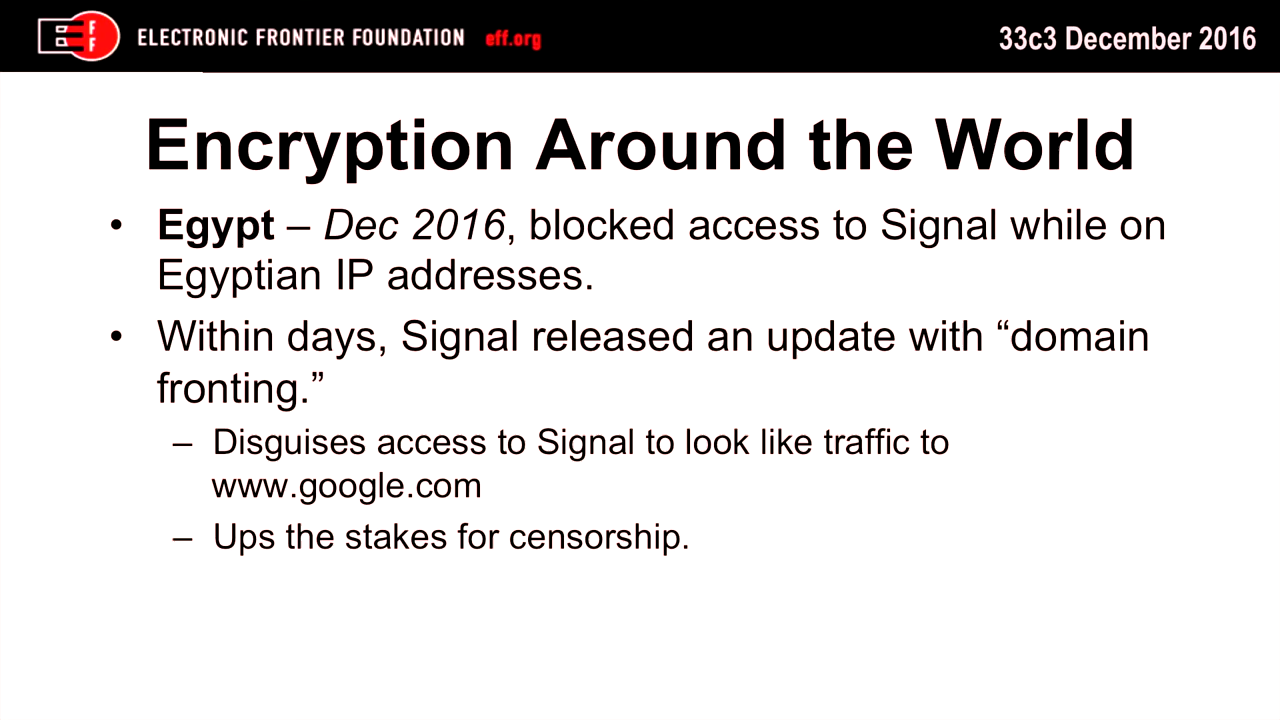 EFF ELECTRONIC FRONTIER FOUNDATION eff.org
33c3 December 2016
Encryption Around the World
• Egypt – Dec 2016, blocked access to Signal while on
Egyptian IP addresses.
• Within days, Signal released an update with “domain
fronting.”
– Disguises access to Signal to look like traffic to
www.google.com
– Ups the stakes for censorship.